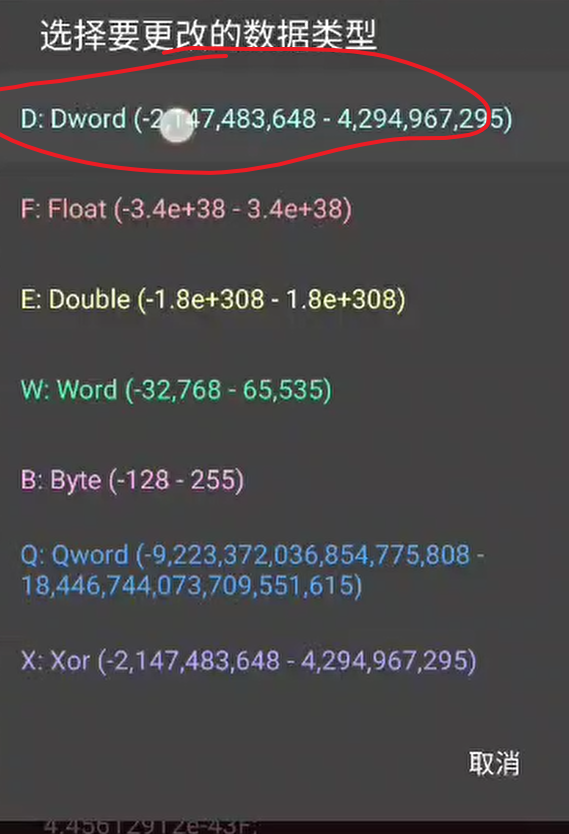 选择要更改的数据类型
D: Dword (-2,147,483,648 - 4,294,967,295)
F: Float (-3.4e+38 - 3.4e+38)
E: Double (-1.8e+308 - 1.8e+308)
W: Word (-32,768 - 65,535)
B: Byte (-128 - 255)
Q: Qword (-9,223,372,036,854,775,808 -
18,446,744,073,709,551,615)
X: Xor (-2,147,483,648 - 4,294,967,295)
取消
4.45612912e-43F;